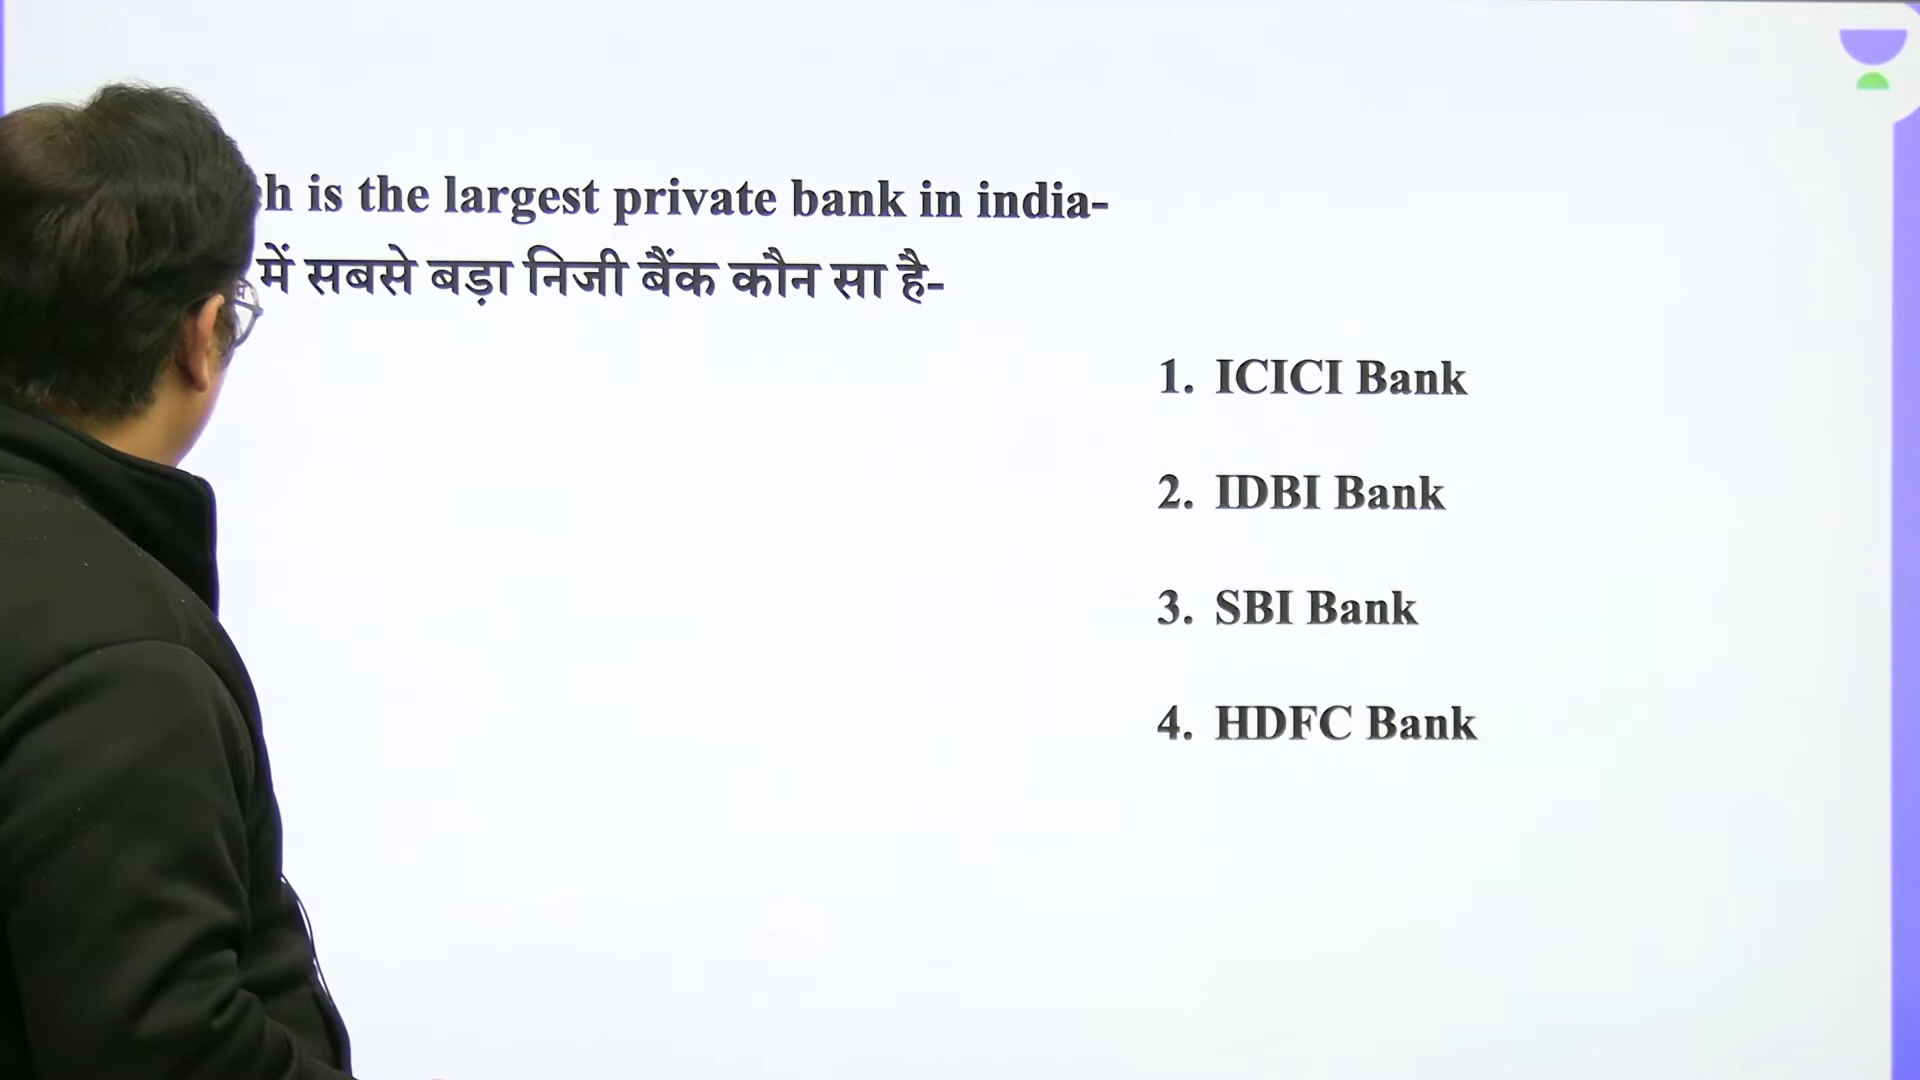 is the largest private bank in india-
में सबसे बड़ा निजी बैंक कौन सा है-
1. ICICI Bank
2. IDBI Bank
3. SBI Bank
4. HDFC Bank